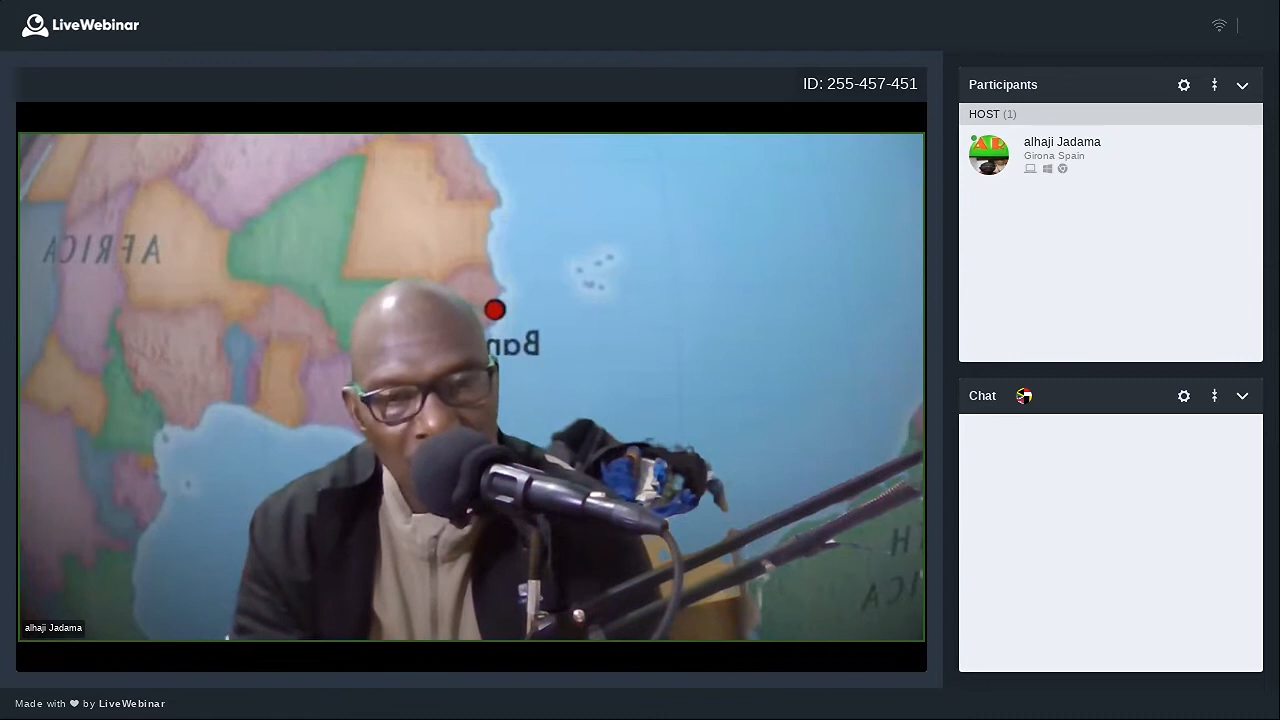 LiveWebinar
ID: 255-457-451
Participants
HOST (1)
alhaji Jadama
Girona Spain
Chat
AFRICA
Ban
alhaji Jadama
Made with ❤ by LiveWebinar